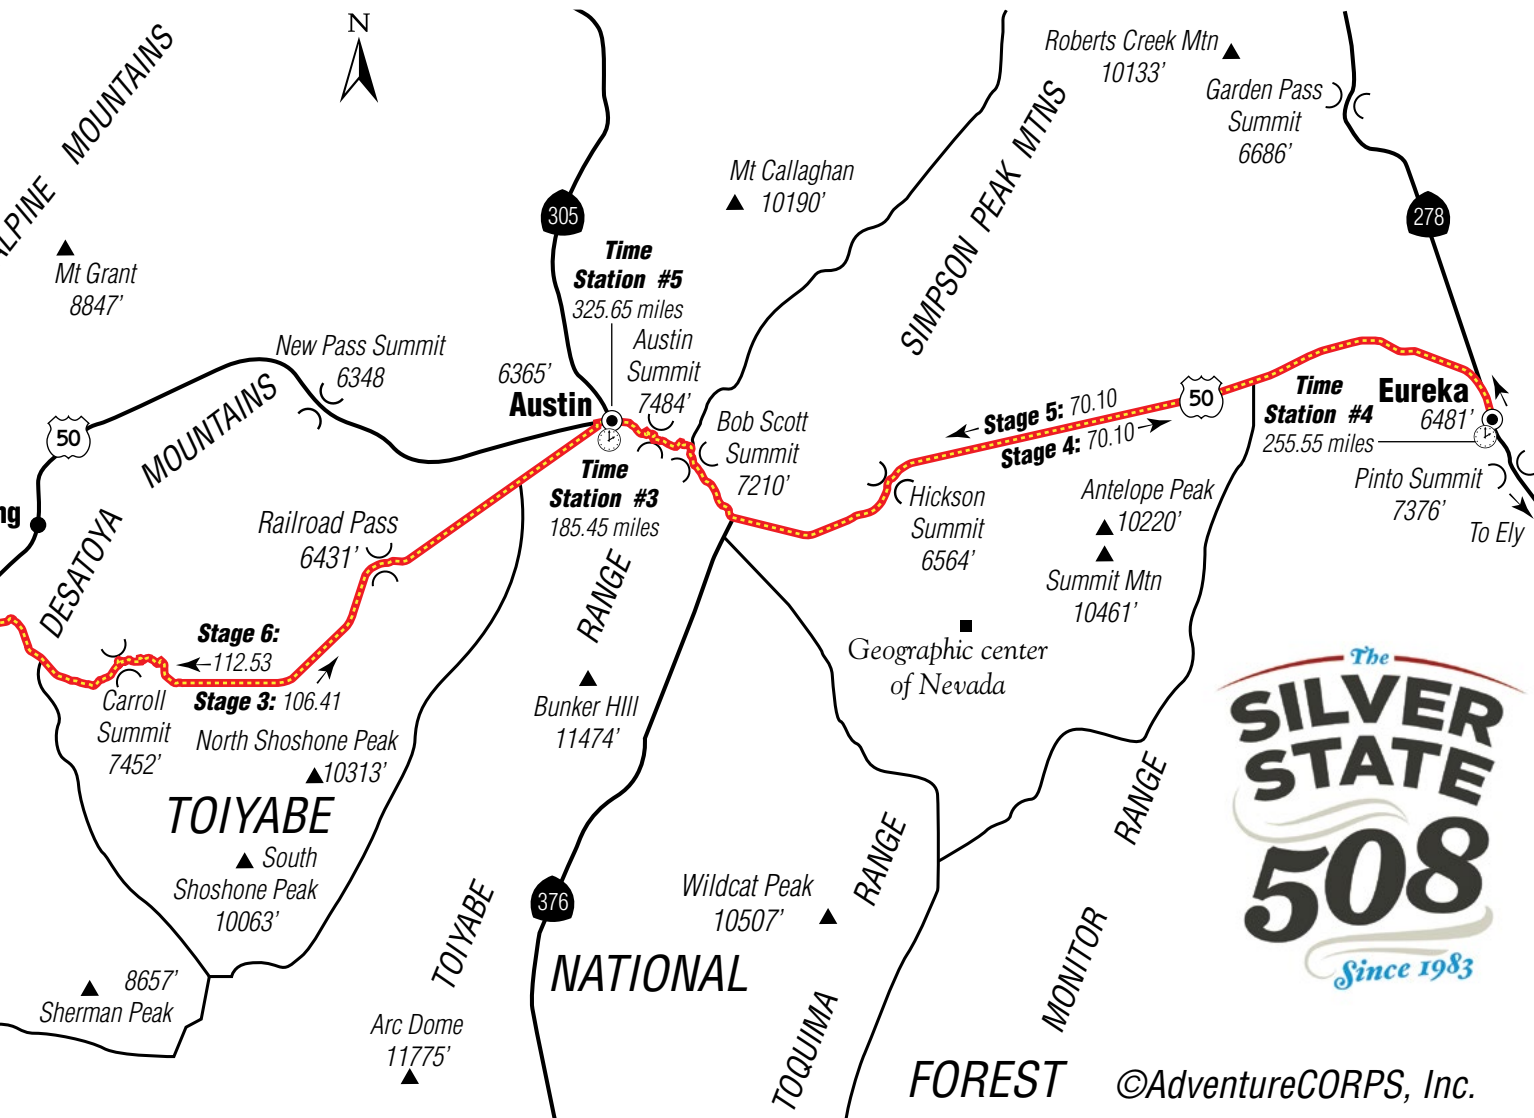 N
ALPINE MOUNTAINS
Roberts Creek Mtn
10133’
Garden Pass
Summit
6686’
SIMPSON PEAK MTNS
Mt Callaghan
10190’
305
278
Mt Grant
8847’
Time
Station #5
325.65 miles
New Pass Summit
6348
Austin
Summit
7484’
6365’
Austin
50
MOUNTAINS
DESATOYA
Bob Scott
Summit
7210’
Stage 5: 70.10
Stage 4: 70.10
50
Time
Station #4
255.55 miles
Eureka
6481’
Pinto Summit
7376’
To Ely
Time
Station #3
185.45 miles
Hickson
Summit
6564’
Antelope Peak
10220’
Summit Mtn
10461’
ng
Railroad Pass
6431’
RANGE
Stage 6:
112.53
Stage 3: 106.41
Carroll
Summit
7452’
Geographic center
of Nevada
Bunker HIll
11474’
North Shoshone Peak
10313’
TOIYABE
South
Shoshone Peak
10063’
The
SILVER
STATE
508
Since 1983
RANGE
RANGE
Wildcat Peak
10507’
376
TOIYABE
NATIONAL
MONITOR
TOQUIMA
8657’
Sherman Peak
Arc Dome
11775’
FOREST
©AdventureCORPS, Inc.